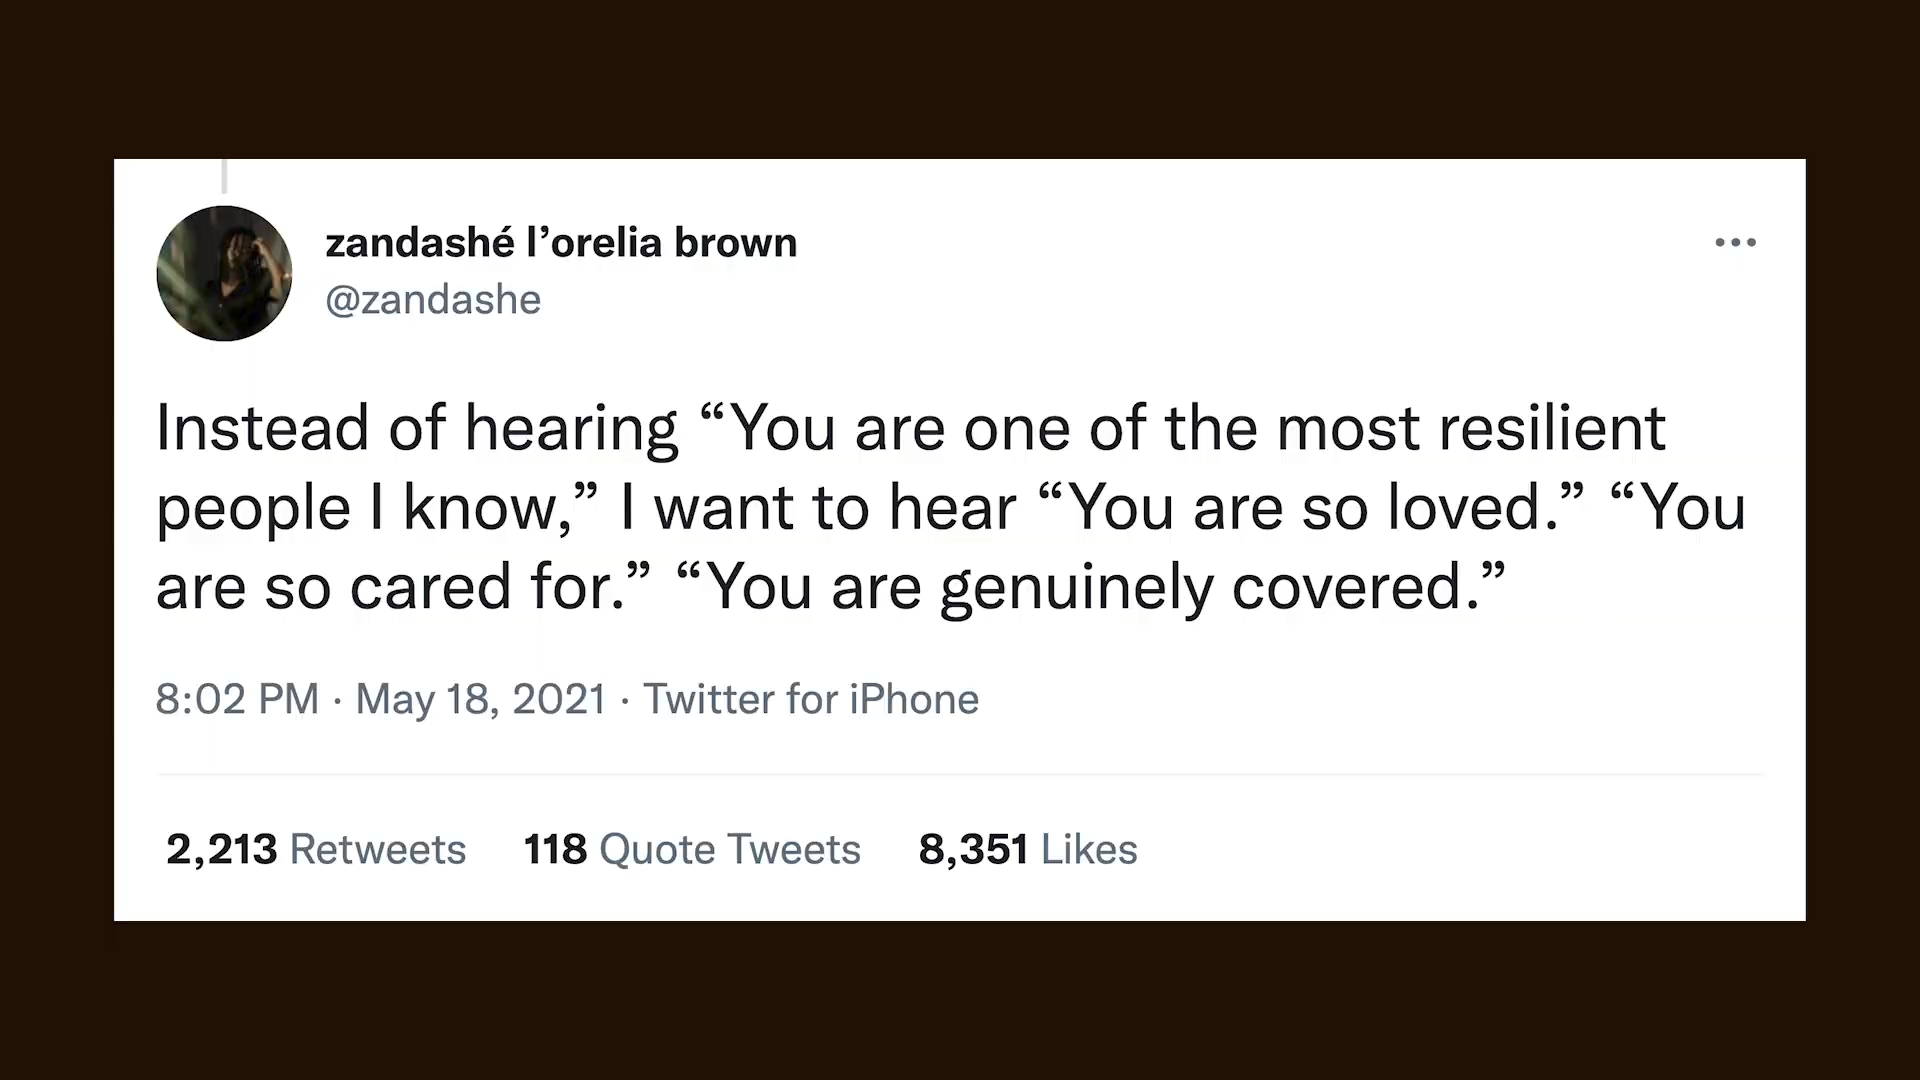 zandashé l’orelia brown
@zandashe
Instead of hearing “You are one of the most resilient
people I know,” I want to hear “You are so loved.” “You
are so cared for.” “You are genuinely covered.”
8:02 PM · May 18, 2021 · Twitter for iPhone
2,213 Retweets 118 Quote Tweets 8,351 Likes